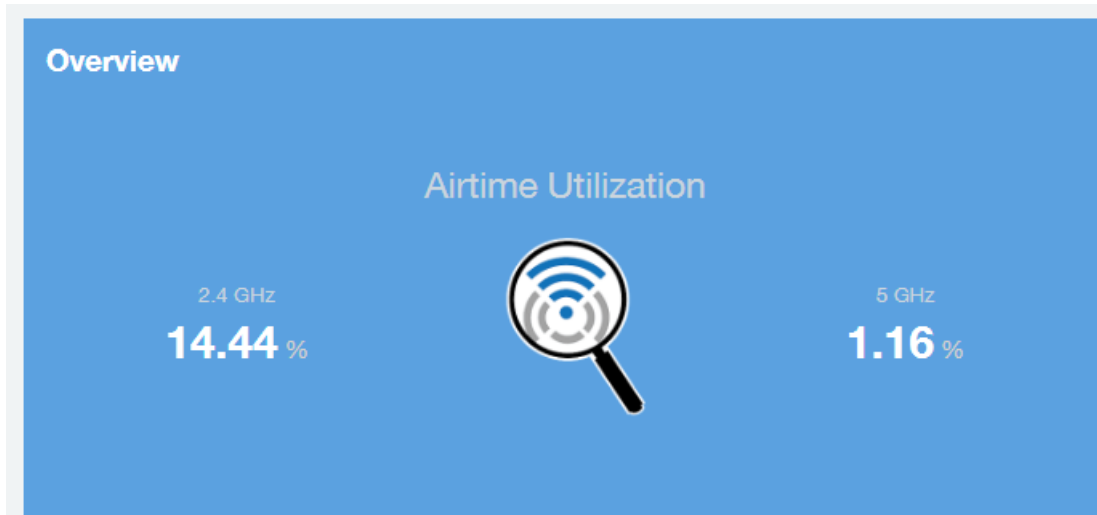 Overview
Airtime Utilization
2.4 GHz
14.44 %
5 GHz
1.16 %